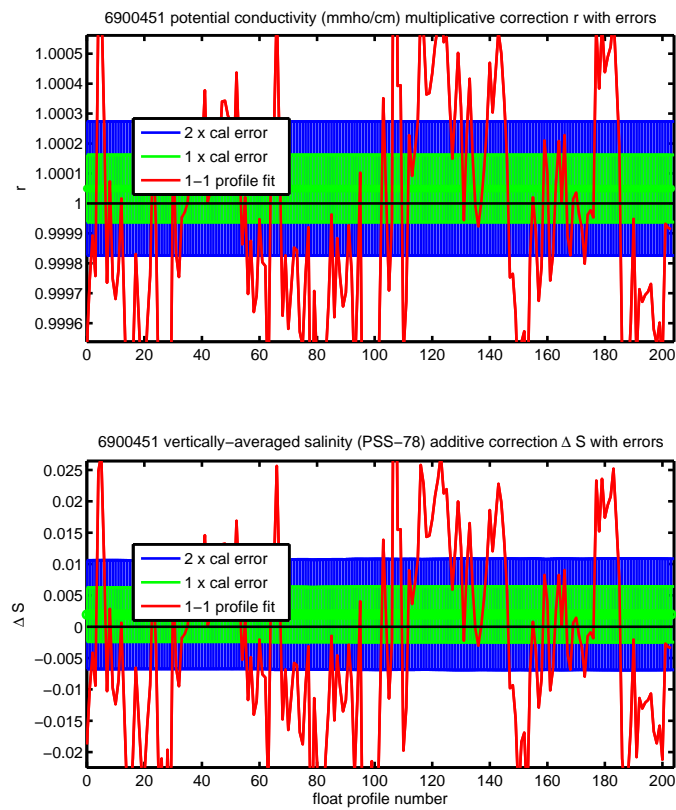 6900451 potential conductivity (mmho/cm) multiplicative correction r with errors
1.0005
1.0004
1.0003
1.0002
1.0001
1
0.9999
0.9998
0.9997
0.9996
r
2 x cal error
1 x cal error
1−1 profile fit
0 20 40 60 80 100 120 140 160 180 200
6900451 vertically−averaged salinity (PSS−78) additive correction Δ S with errors
0.025
0.02
0.015
0.01
0.005
0
−0.005
−0.01
−0.015
−0.02
Δ S
2 x cal error
1 x cal error
1−1 profile fit
0 20 40 60 80 100 120 140 160 180 200
float profile number